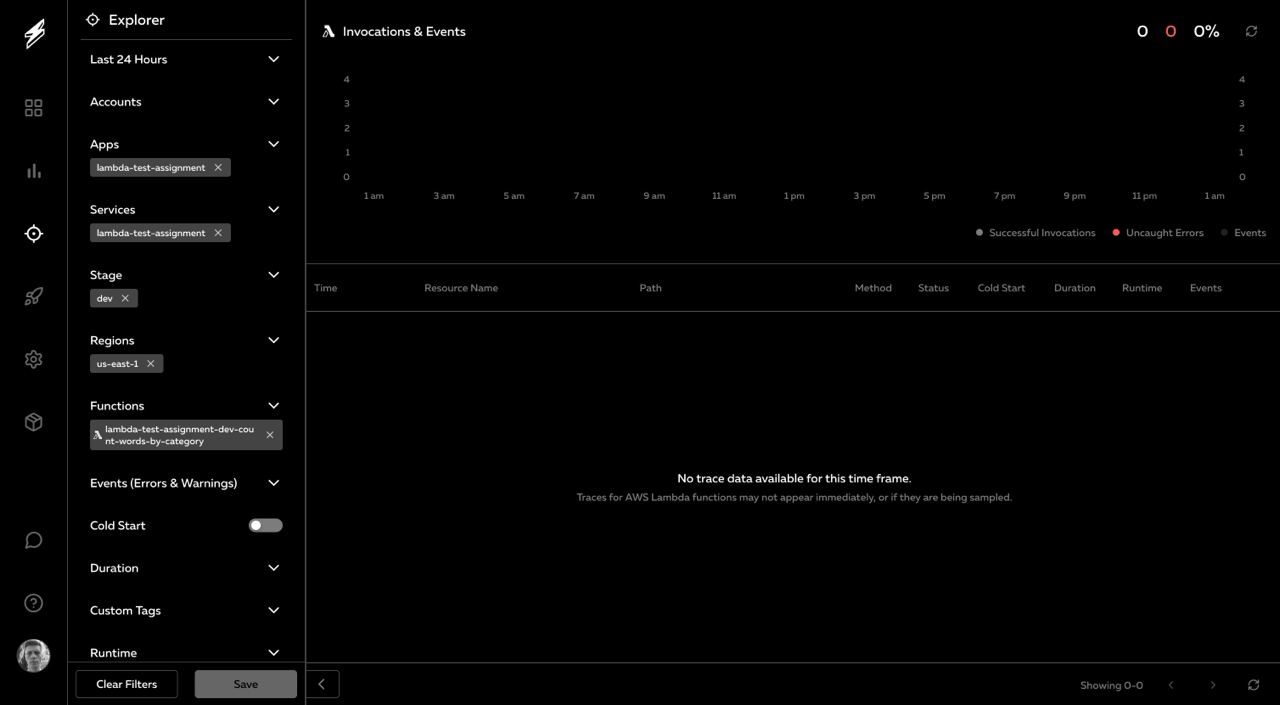 Explorer
Last 24 Hours
Accounts
Apps
lambda-test-assignment
Services
lambda-test-assignment
Stage
dev
Regions
us-east-1
Functions
lambda-test-assignment-dev-cou
nt-words-by-category
Events (Errors & Warnings)
Cold Start
Duration
Custom Tags
Runtime
Clear Filters Save
Invocations & Events 0 0 0%
4 4
3 3
2 2
1 1
0 0
1 am 3 am 5 am 7 am 9 am 11 am 1 pm 3 pm 5 pm 7 pm 9 pm 11 pm 1 am
Successful Invocations Uncaught Errors Events
Time Resource Name Path Method Status Cold Start Duration Runtime Events
No trace data available for this time frame.
Traces for AWS Lambda functions may not appear immediately, or if they are being sampled.
Showing 0-0